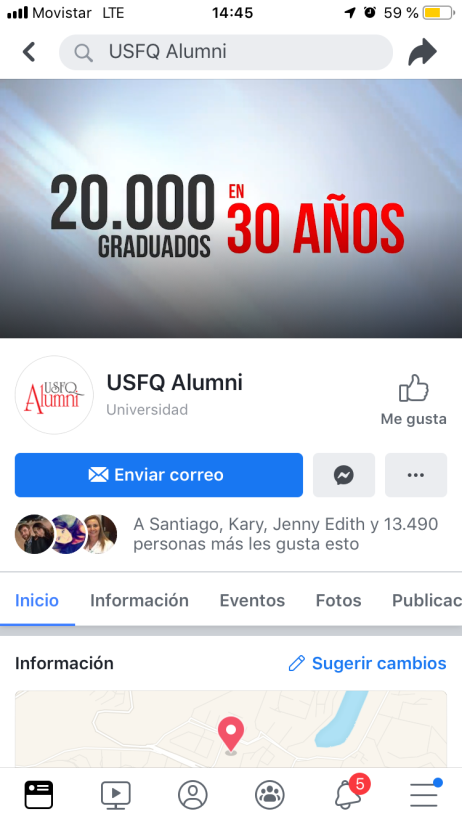 Movistar LTE 14:45 59 %
USFQ Alumni
20.000 EN
GRADUADOS 30 AÑOS
USFQ
Alumni
USFQ Alumni
Universidad
Me gusta
Enviar correo
A Santiago, Kary, Jenny Edith y 13.490
personas más les gusta esto
Inicio Información Eventos Fotos Publicac
Información Sugerir cambios
5